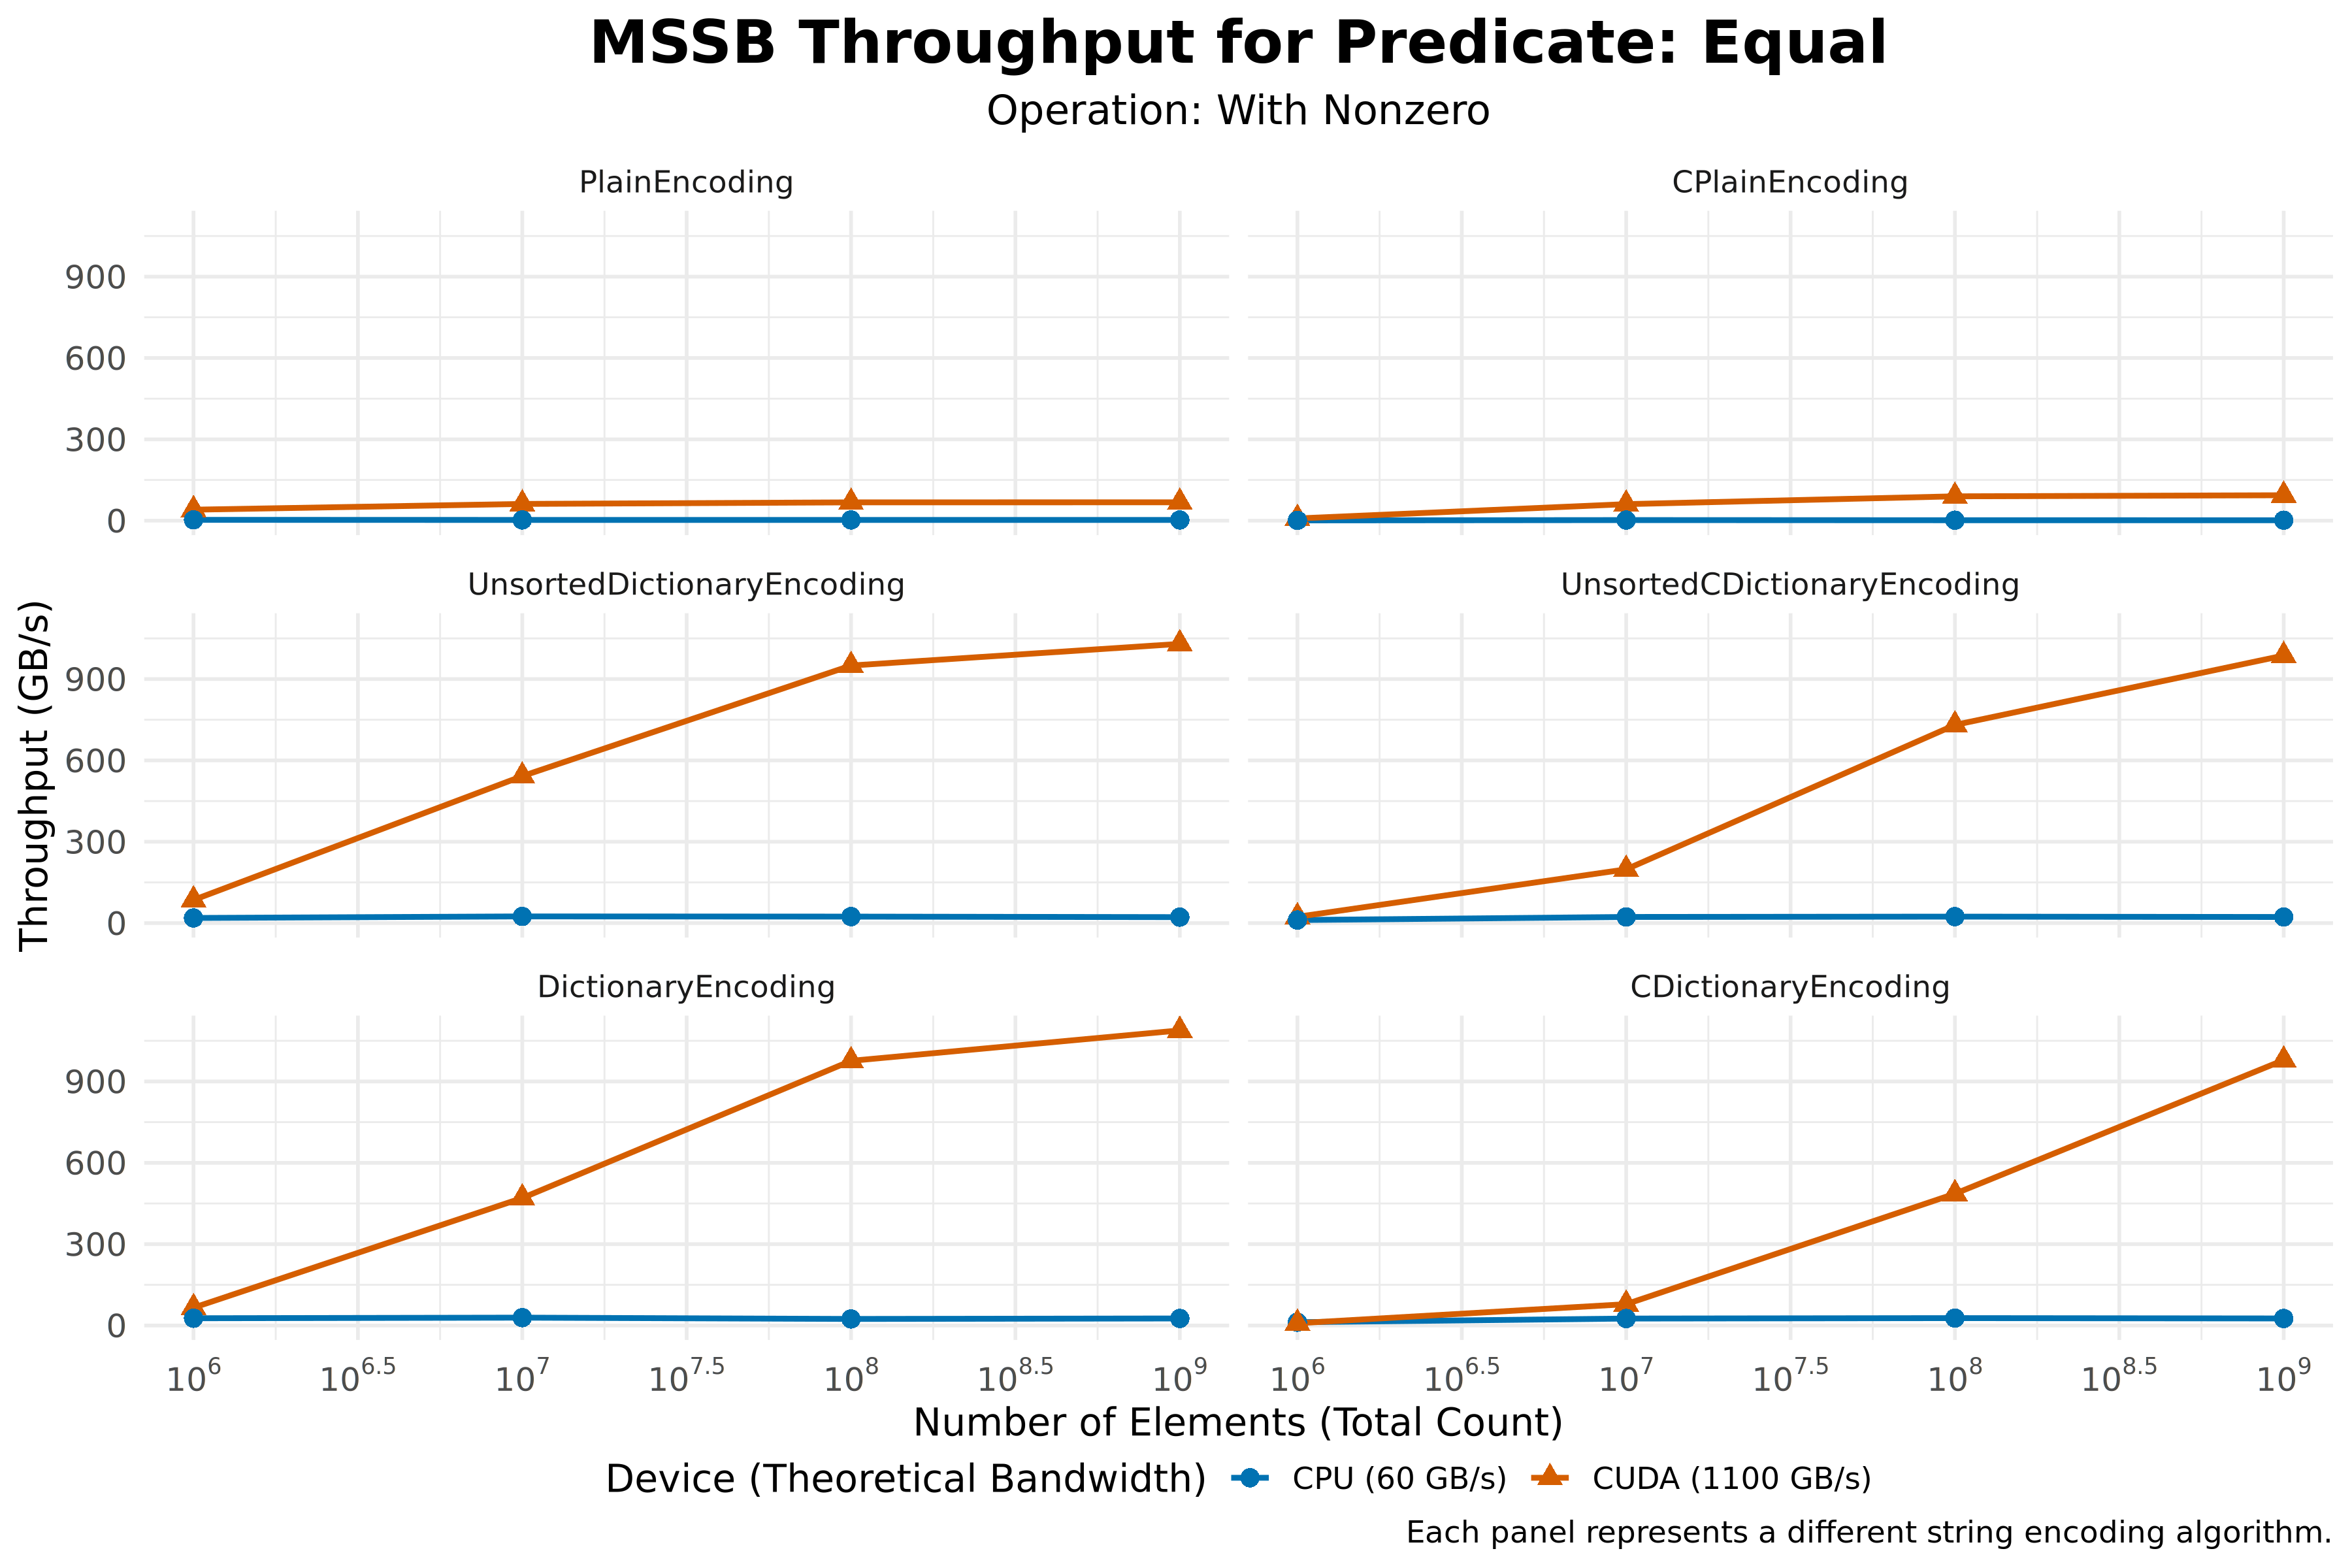 MSSB Throughput for Predicate: Equal
Operation: With Nonzero
PlainEncoding
CPlainEncoding
900
600
300
0
UnsortedDictionaryEncoding
UnsortedCDictionaryEncoding
Throughput (GB/s)
900
600
300
0
DictionaryEncoding
CDictionaryEncoding
900
600
300
0
10^6 10^6.5 10^7 10^7.5 10^8 10^8.5 10^9 10^6 10^6.5 10^7 10^7.5 10^8 10^8.5 10^9
Number of Elements (Total Count)
Device (Theoretical Bandwidth) CPU (60 GB/s) CUDA (1100 GB/s)
Each panel represents a different string encoding algorithm.